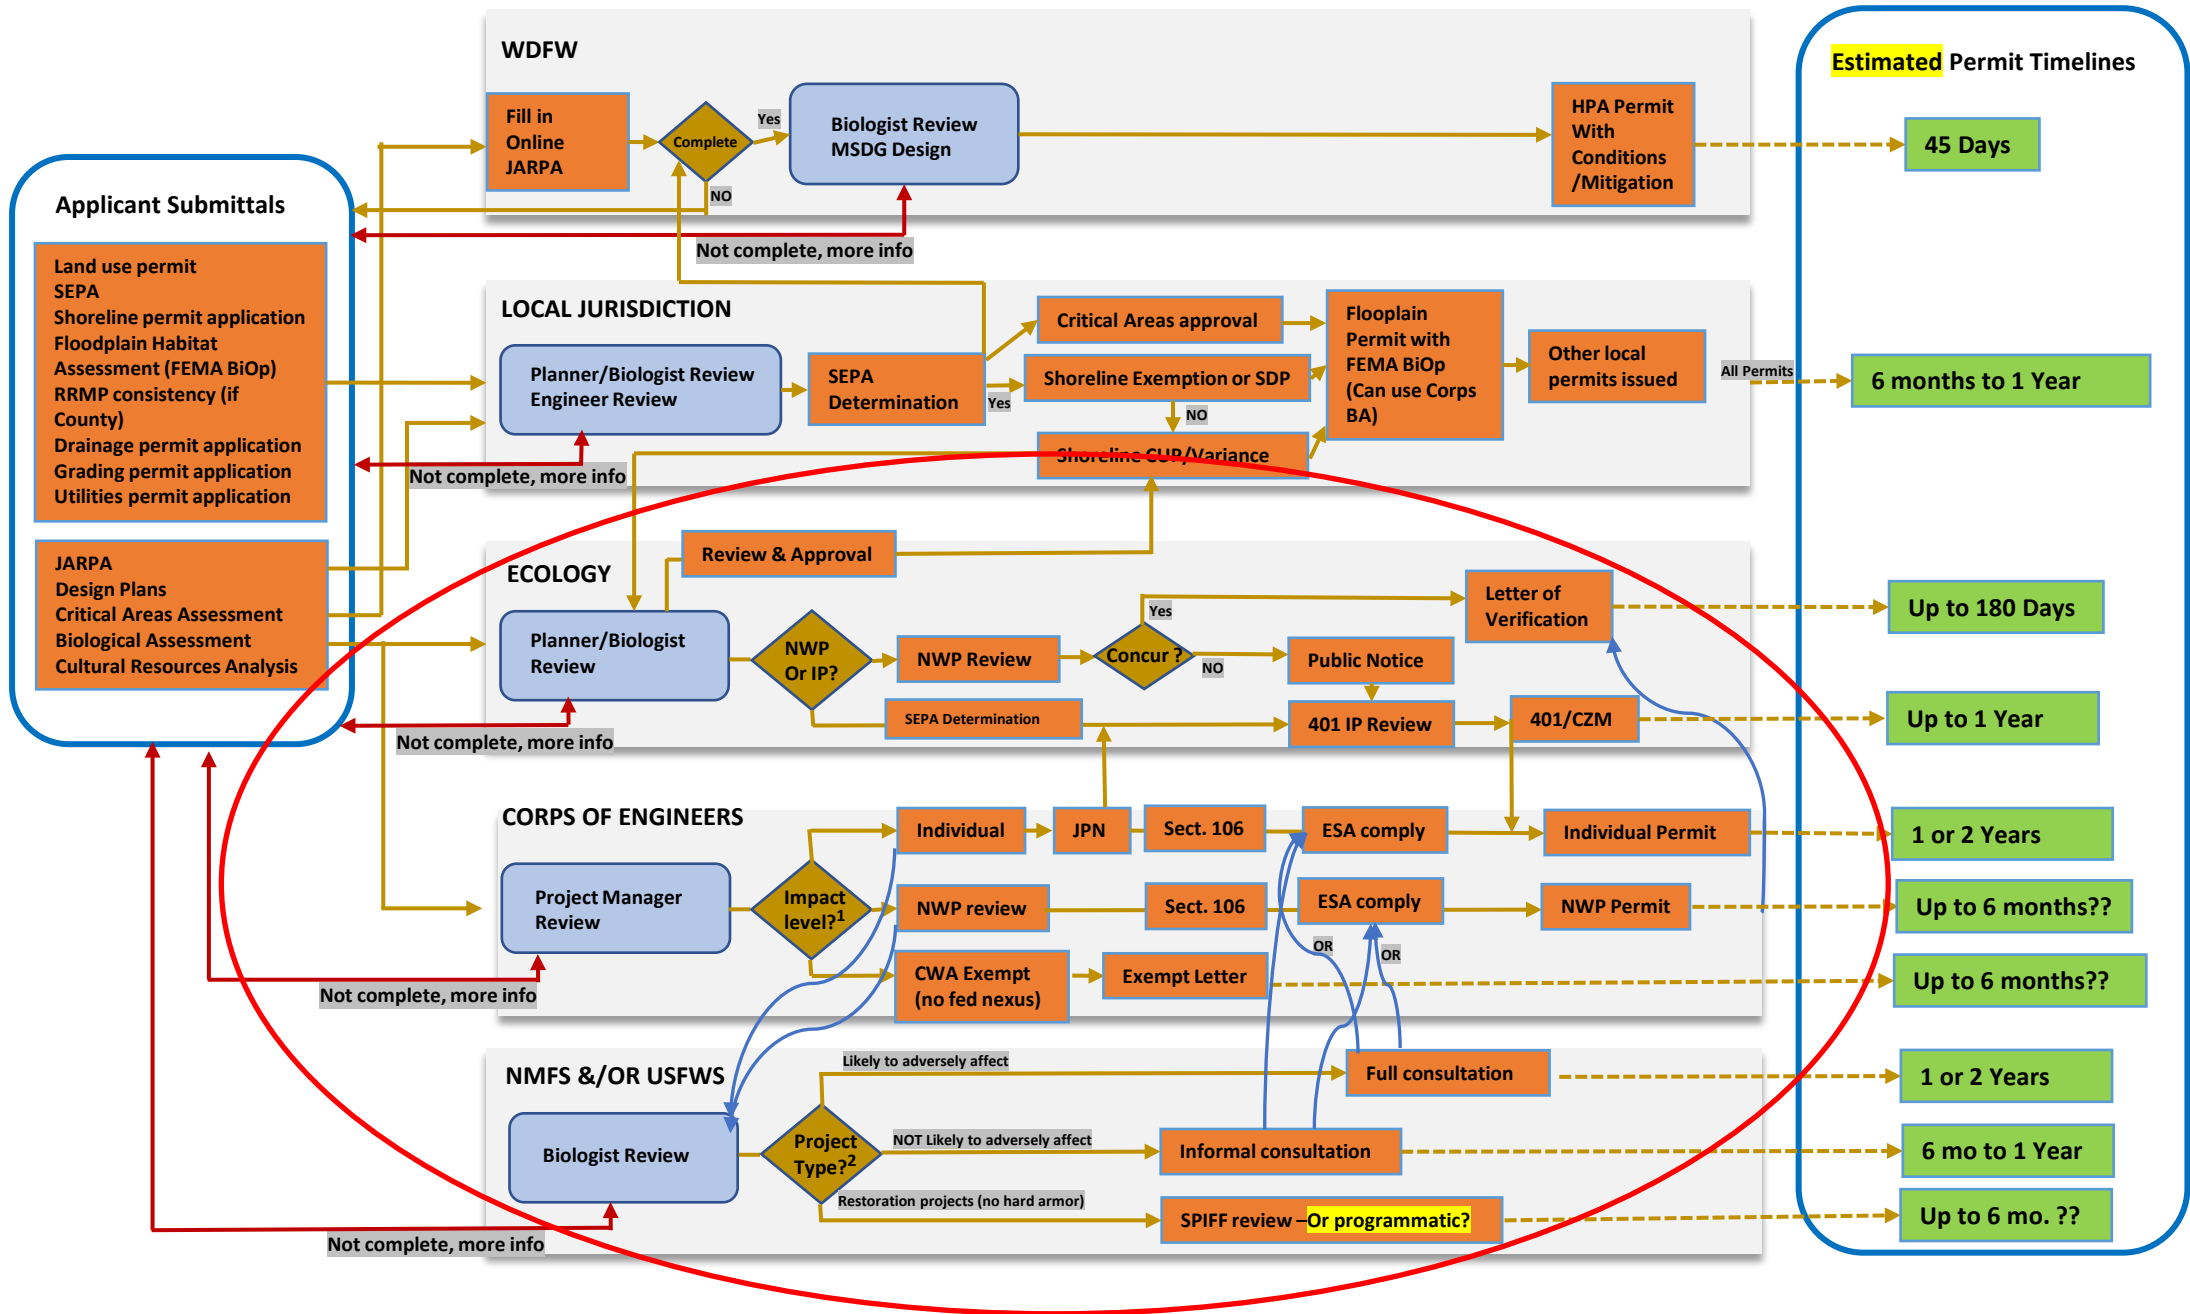 WDFW
Fill in
Online
JARPA
Complete
Yes
NO
Biologist Review
MSDG Design
HPA Permit
With
Conditions
/Mitigation
Not complete, more info
Estimated Permit Timelines
45 Days
6 months to 1 Year
Up to 180 Days
Up to 1 Year
1 or 2 Years
Up to 6 months??
Up to 6 months??
1 or 2 Years
6 mo to 1 Year
Up to 6 mo. ??
Applicant Submittals
Land use permit
SEPA
Shoreline permit application
Floodplain Habitat
Assessment (FEMA BiOp)
RRMP consistency (if
County)
Drainage permit application
Grading permit application
Utilities permit application
JARPA
Design Plans
Critical Areas Assessment
Biological Assessment
Cultural Resources Analysis
LOCAL JURISDICTION
Planner/Biologist Review
Engineer Review
SEPA
Determination
Yes
Critical Areas approval
Shoreline Exemption or SDP
NO
Shoreline CUP/Variance
Flooplain
Permit with
FEMA BiOp
(Can use Corps
BA)
Other local
permits issued
All Permits
Not complete, more info
ECOLOGY
Review & Approval
Planner/Biologist
Review
NWP
Or IP?
NWP Review
Concur ?
Yes
NO
Letter of
Verification
Public Notice
SEPA Determination
401 IP Review
401/CZM
Not complete, more info
CORPS OF ENGINEERS
Project Manager
Review
Impact
level?1
Individual
JPN
Sect. 106
ESA comply
Individual Permit
NWP review
Sect. 106
ESA comply
NWP Permit
OR
OR
CWA Exempt
(no fed nexus)
Exempt Letter
Not complete, more info
NMFS &/OR USFWS
Biologist Review
Project
Type?2
Likely to adversely affect
Full consultation
NOT Likely to adversely affect
Informal consultation
Restoration projects (no hard armor)
SPIFF review –Or programmatic?
Not complete, more info